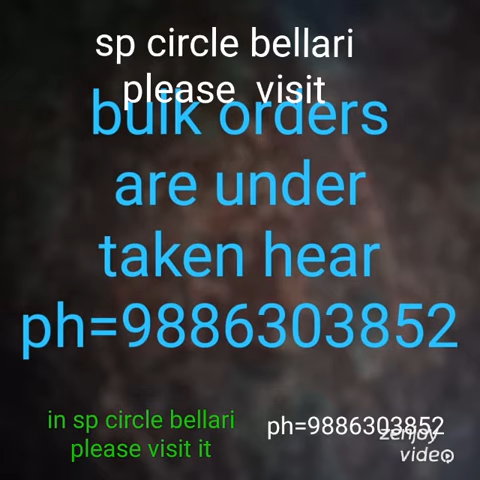 sp circle bellari
please visit
bulk orders
are under
taken hear
ph=9886303852
in sp circle bellari
please visit it
ph=9886303852
zenjoy
video